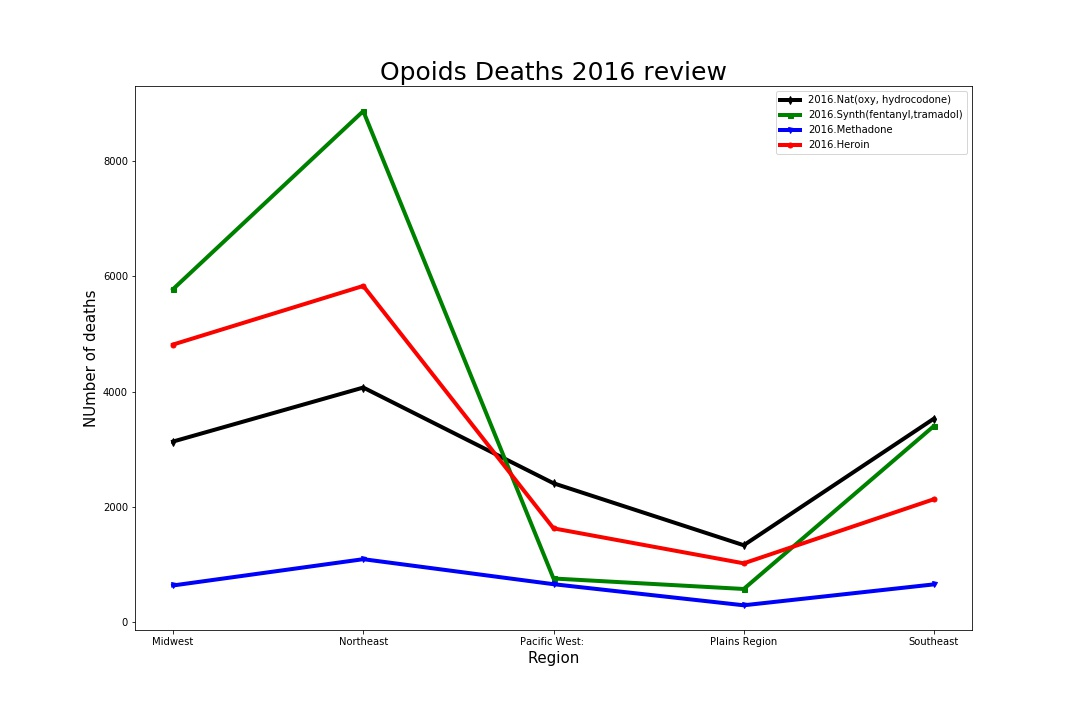 Opoids Deaths 2016 review
2016.Nat(oxy, hydrocodone)
2016.Synth(fentanyl,tramadol)
2016.Methadone
2016.Heroin
NUmber of deaths
8000
6000
4000
2000
0
Midwest Northeast Pacific West: Plains Region Southeast
Region